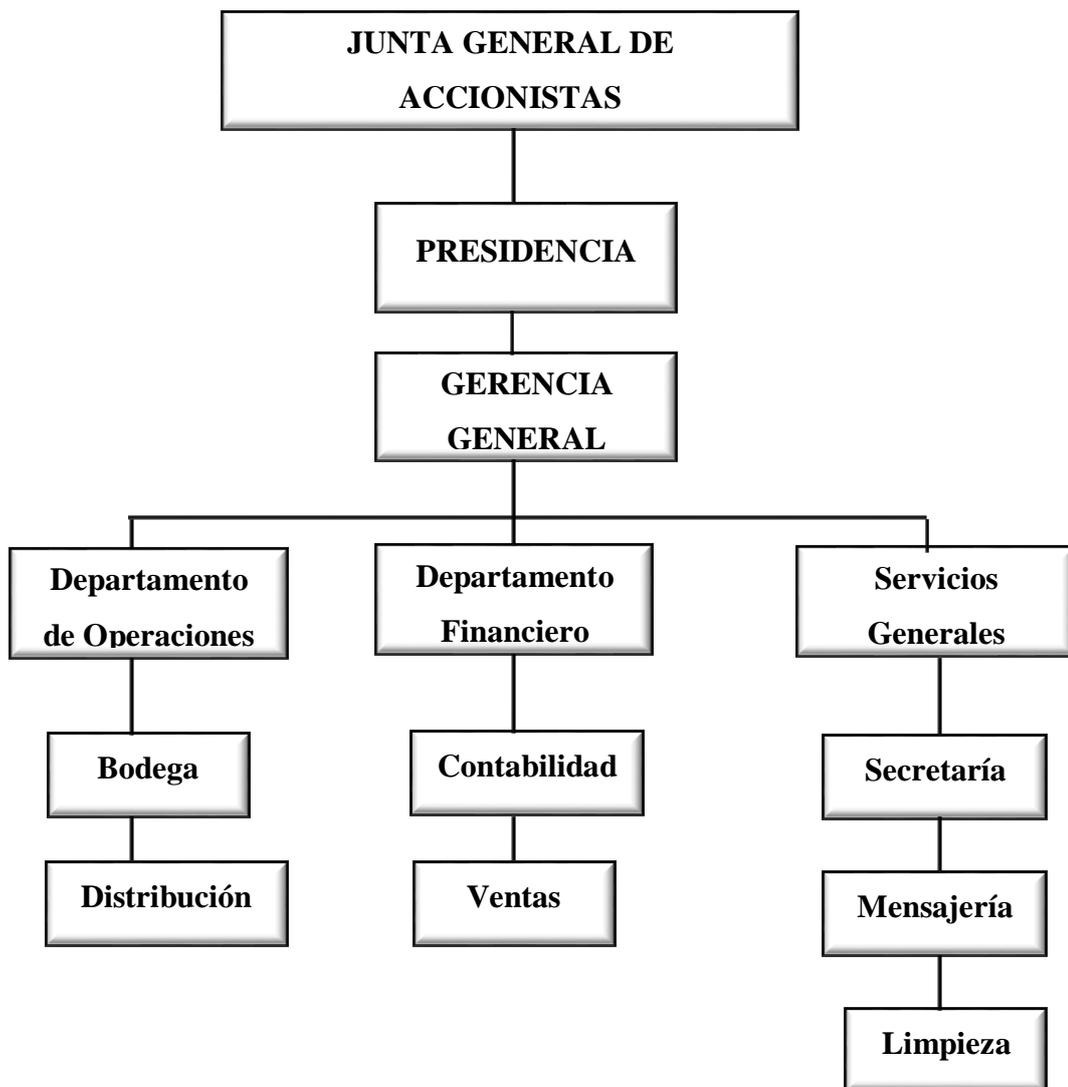 JUNTA GENERAL DE
ACCIONISTAS
PRESIDENCIA
GERENCIA
GENERAL
Departamento
de Operaciones
Departamento
Financiero
Servicios
Generales
Bodega
Contabilidad
Secretaría
Distribución
Ventas
Mensajería
Limpieza